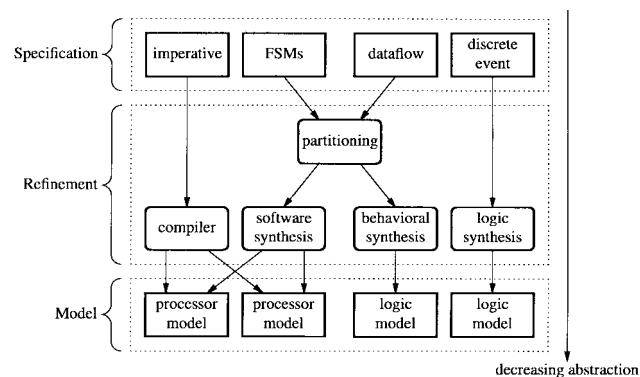 Specification
imperative
FSMs
dataflow
discrete
event
Refinement
partitioning
compiler
software
synthesis
behavioral
synthesis
logic
synthesis
Model
processor
model
processor
model
logic
model
logic
model
decreasing abstraction